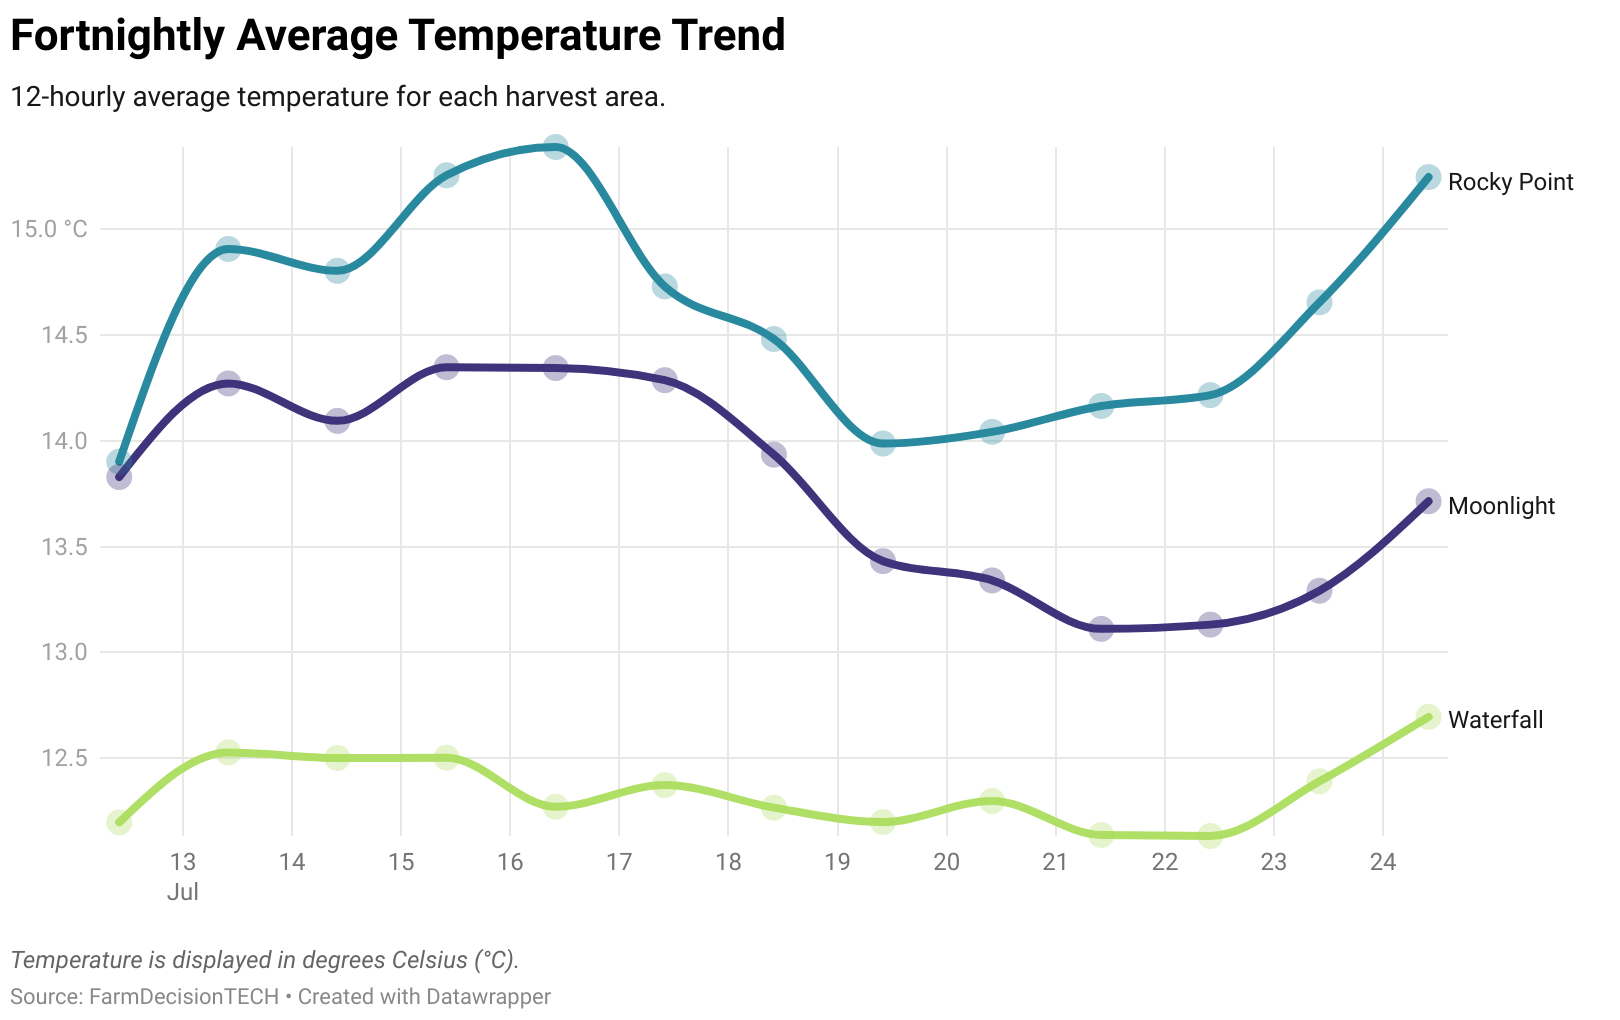 Fortnightly Average Temperature Trend
12-hourly average temperature for each harvest area.
Rocky Point
15.0 °C
14.5
14.0
Moonlight
13.5
13.0
Waterfall
12.5
13 14 15 16 17 18 19 20 21 22 23 24
Jul
Temperature is displayed in degrees Celsius (°C).
Source: FarmDecisionTECH • Created with Datawrapper